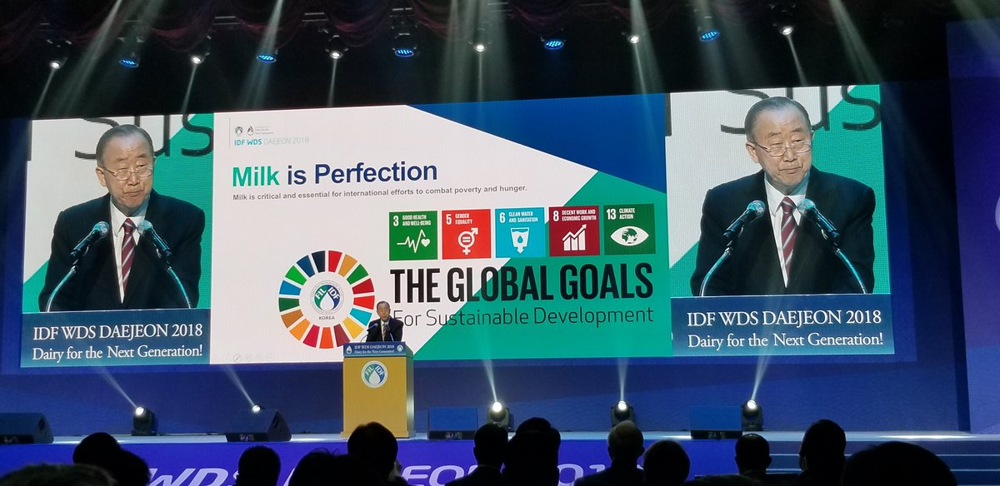 Sus
Sus
IDF WDS DAEJEON 2018
Milk is Perfection
Milk is critical and essential for international efforts to combat poverty and hunger.
3 GOOD HEALTH
AND WELL-BEING
5 GENDER
EQUALITY
6 CLEAN WATER
AND SANITATION
8 DECENT WORK AND
ECONOMIC GROWTH
13 CLIMATE
ACTION
THE GLOBAL GOALS
For Sustainable Development
FIL IDF
KOREA
IDF WDS DAEJEON 2018
Dairy for the Next Generation!
IDF WDS DAEJEON 2018
Dairy for the Next Generation!
IDF WDS DAEJEON 2018
Dairy for the Next Generation!
FIL IDF
WDS